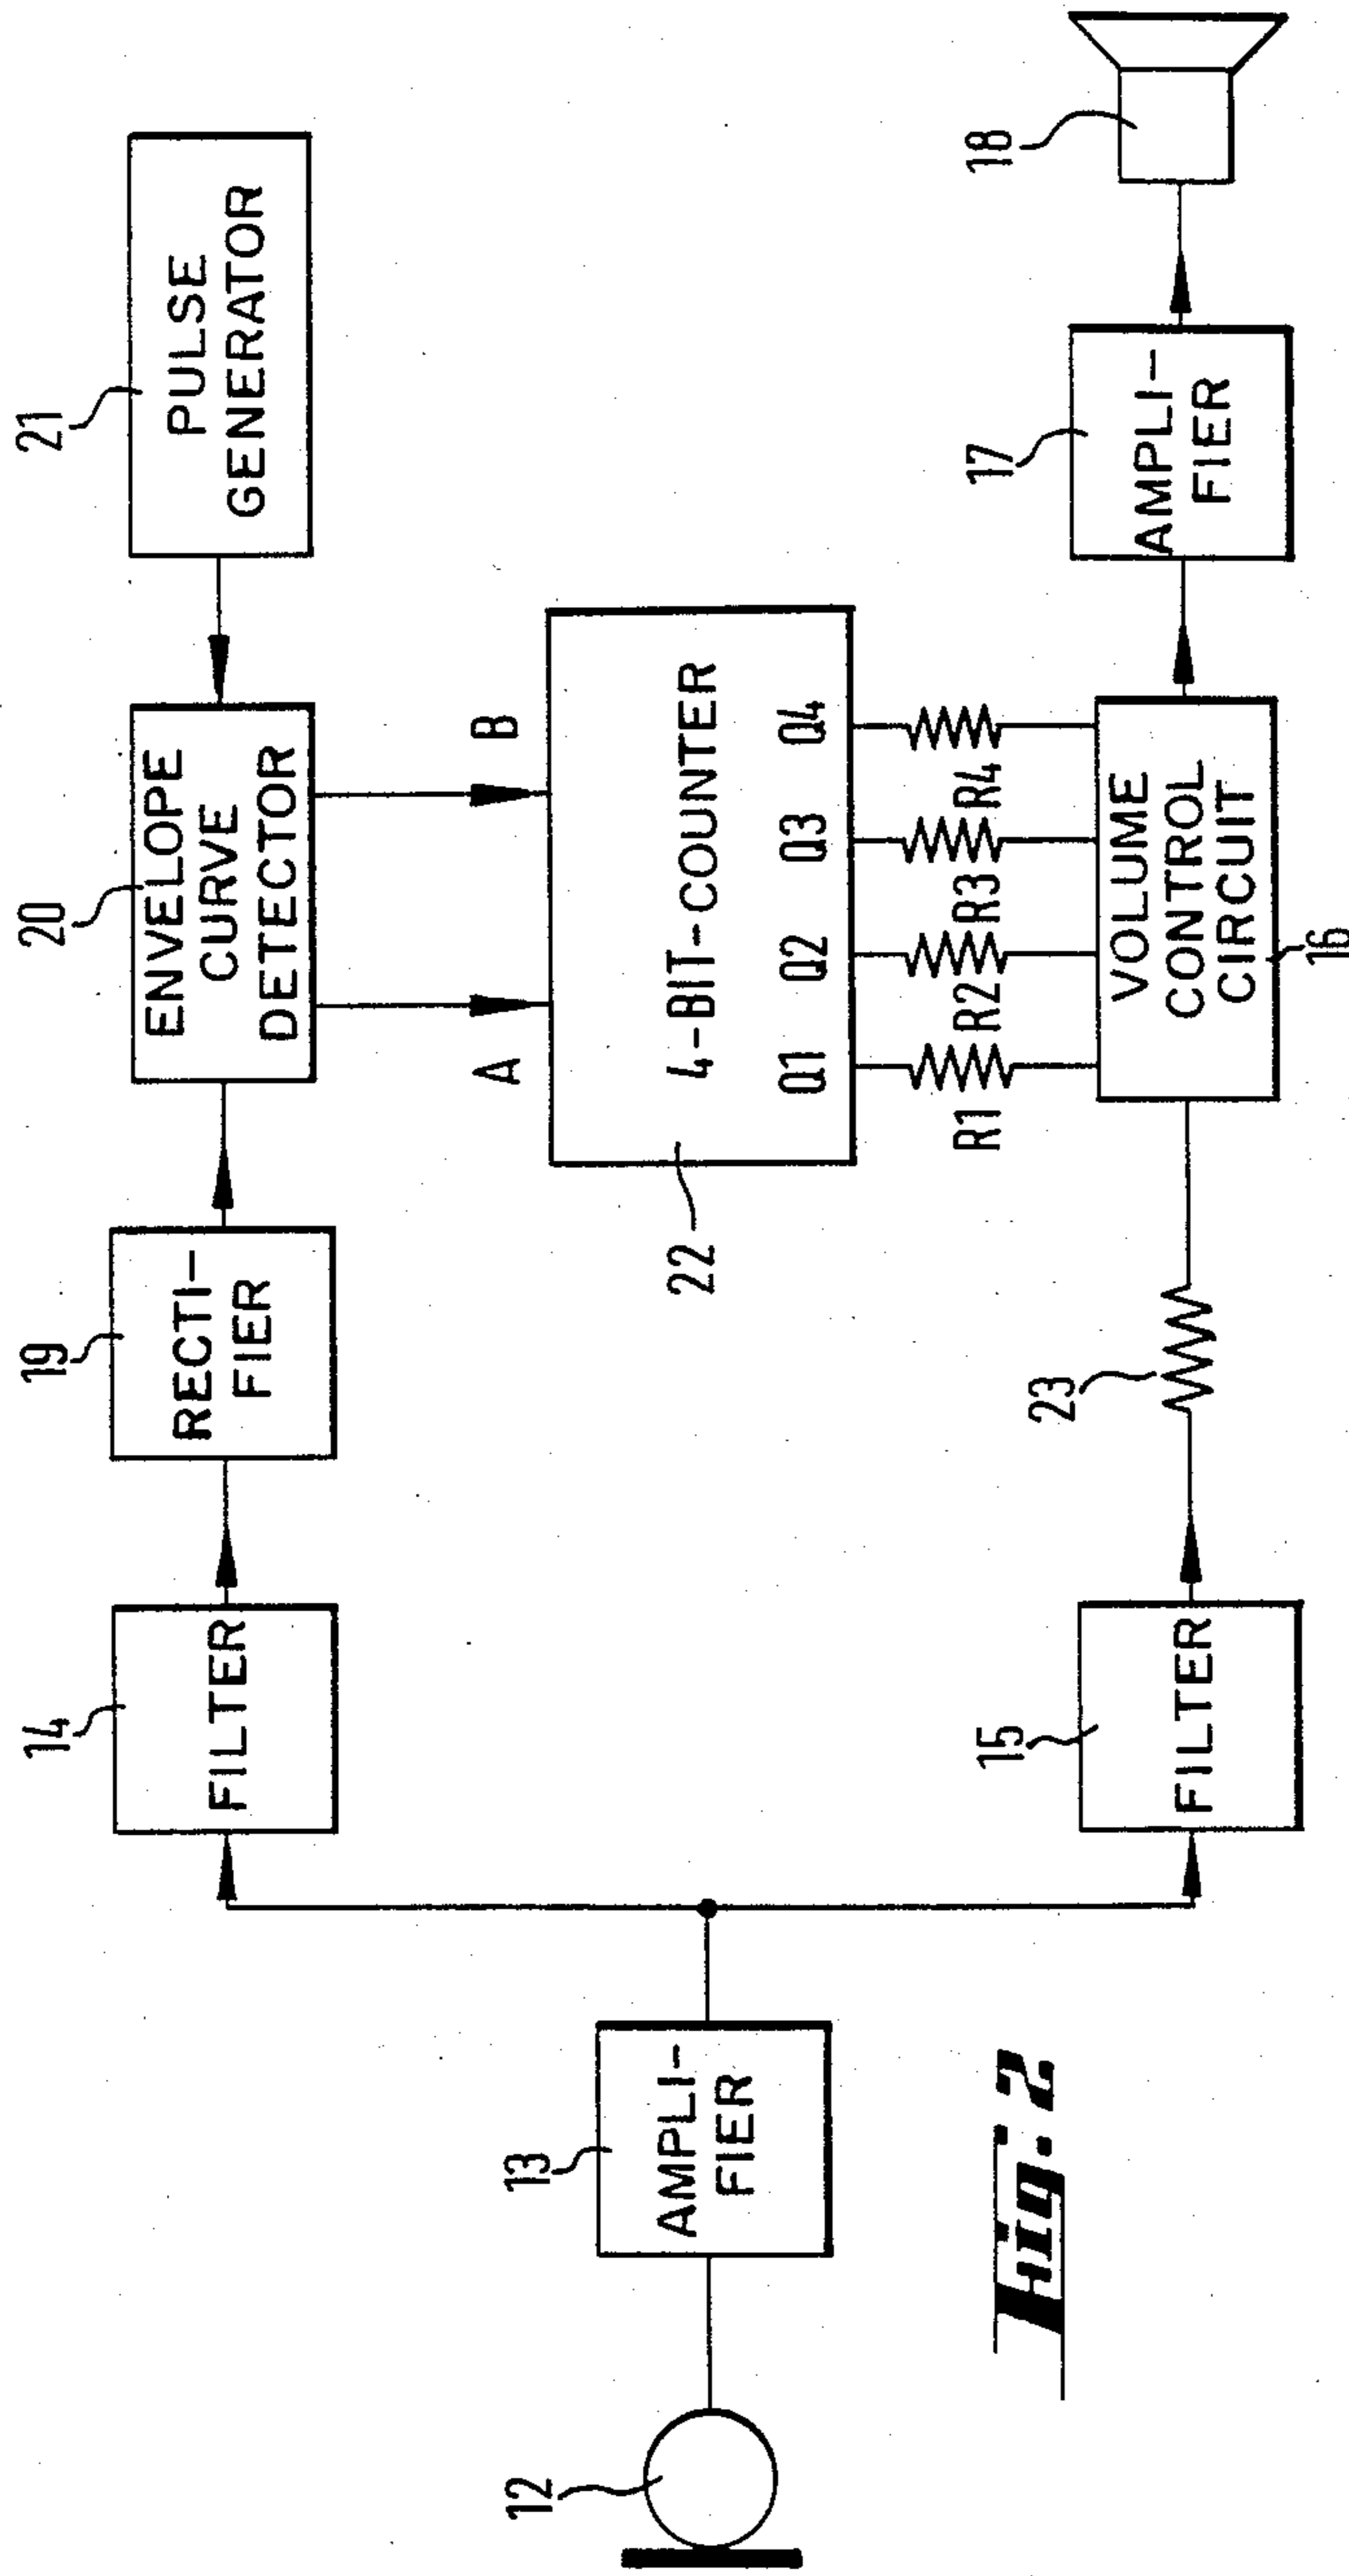 21
PULSE
GENERATOR
20
ENVELOPE
CURVE
DETECTOR
19
RECTI-
FIER
14
FILTER
A
B
22
4-BIT-COUNTER
Q1 Q2 Q3 Q4
R1 R2 R3 R4
12
13
AMPLI-
FIER
15
FILTER
23
VOLUME
CONTROL
CIRCUIT
16
17
AMPLI-
FIER
18
Fig. 2